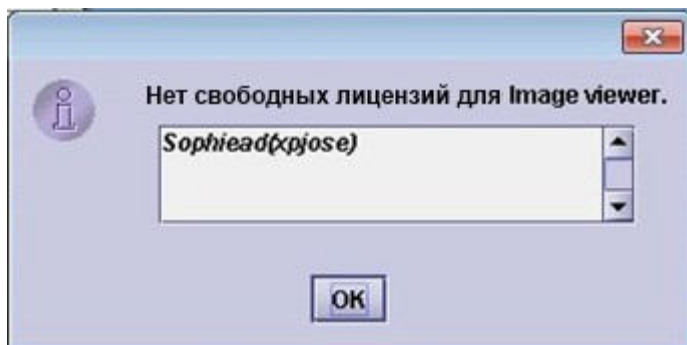 Нет свободных лицензий для Image viewer.
Sophiead(xpjose)
OK